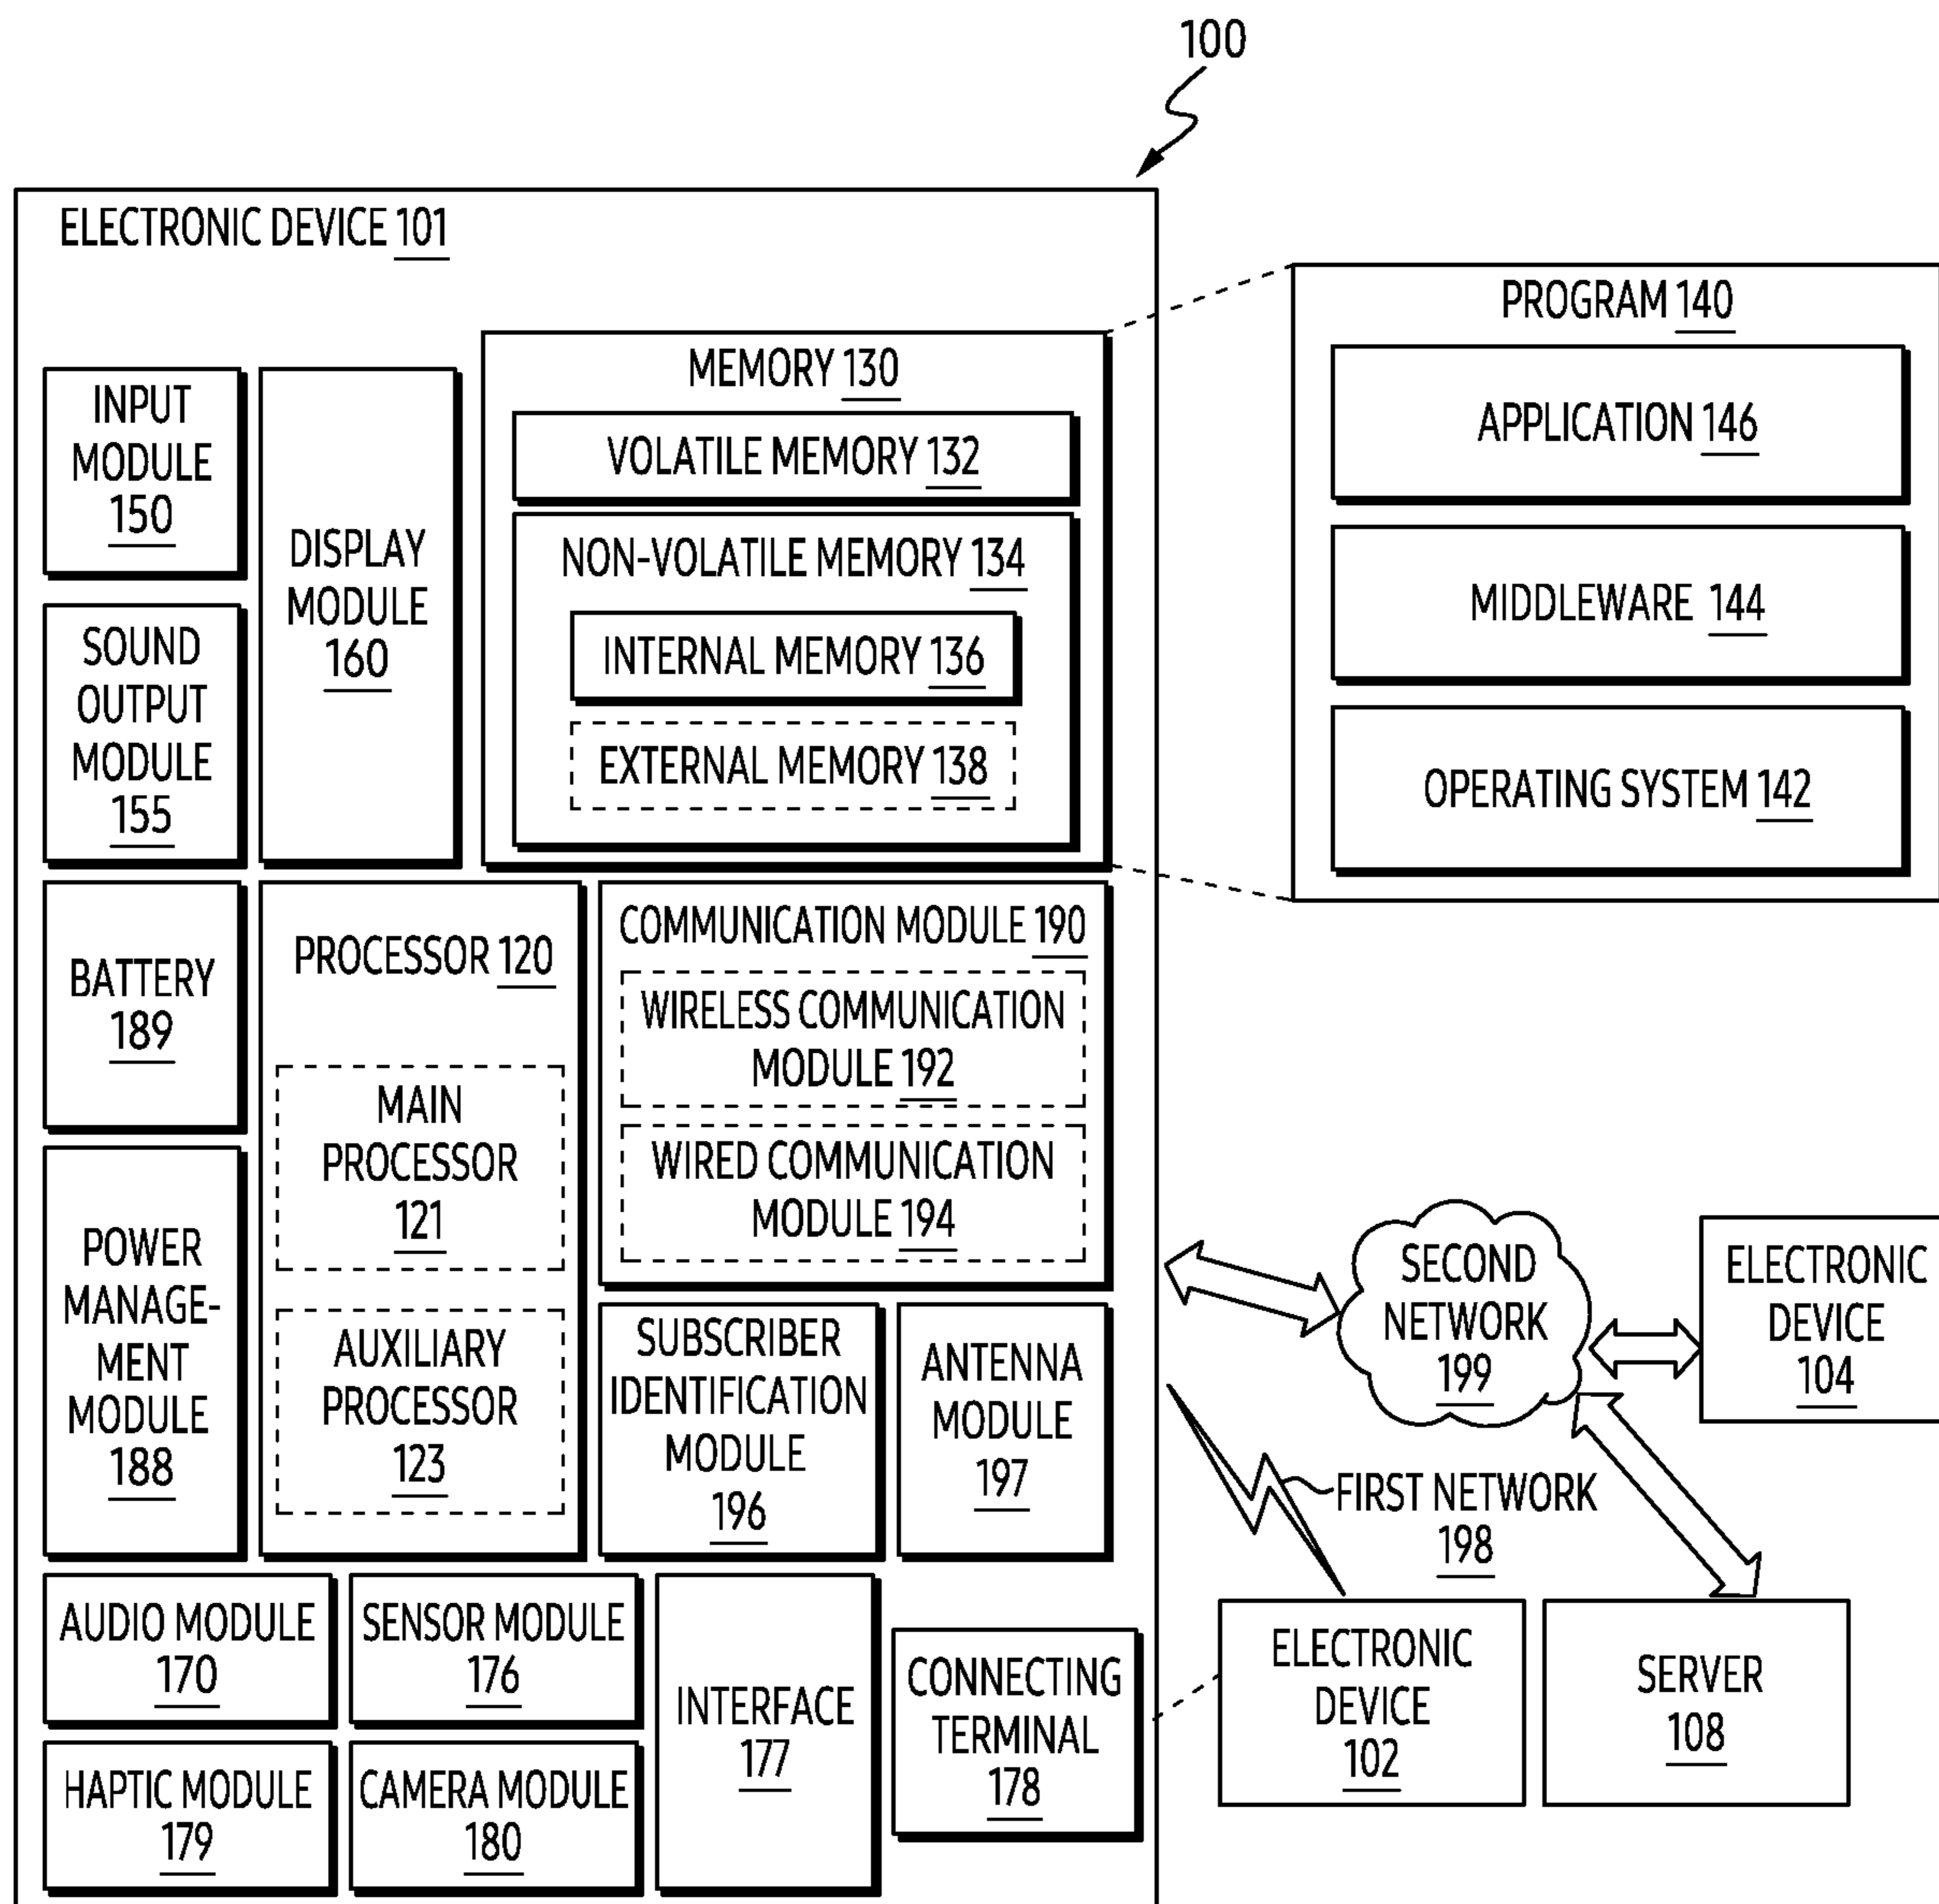 100
ELECTRONIC DEVICE 101
PROGRAM 140
APPLICATION 146
MIDDLEWARE 144
OPERATING SYSTEM 142
INPUT
MODULE
150
SOUND
OUTPUT
MODULE
155
DISPLAY
MODULE
160
MEMORY 130
VOLATILE MEMORY 132
NON-VOLATILE MEMORY 134
INTERNAL MEMORY 136
EXTERNAL MEMORY 138
BATTERY
189
POWER
MANAGE-
MENT
MODULE
188
PROCESSOR 120
MAIN
PROCESSOR
121
AUXILIARY
PROCESSOR
123
COMMUNICATION MODULE 190
WIRELESS COMMUNICATION
MODULE 192
WIRED COMMUNICATION
MODULE 194
SUBSCRIBER
IDENTIFICATION
MODULE
196
ANTENNA
MODULE
197
SECOND
NETWORK
199
ELECTRONIC
DEVICE
104
FIRST NETWORK
198
AUDIO MODULE
170
SENSOR MODULE
176
INTERFACE
177
CONNECTING
TERMINAL
178
HAPTIC MODULE
179
CAMERA MODULE
180
ELECTRONIC
DEVICE
102
SERVER
108